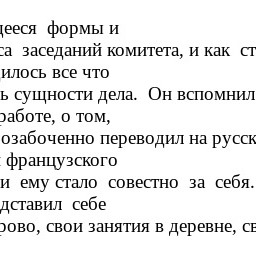 щееся формы и
са заседаний комитета, и как ст
илось все что
ь сущности дела. Он вспомнил
работе, о том,
озабоченно переводил на русск
французского
и ему стало совестно за себя.
дставил себе
рово, свои занятия в деревне, св